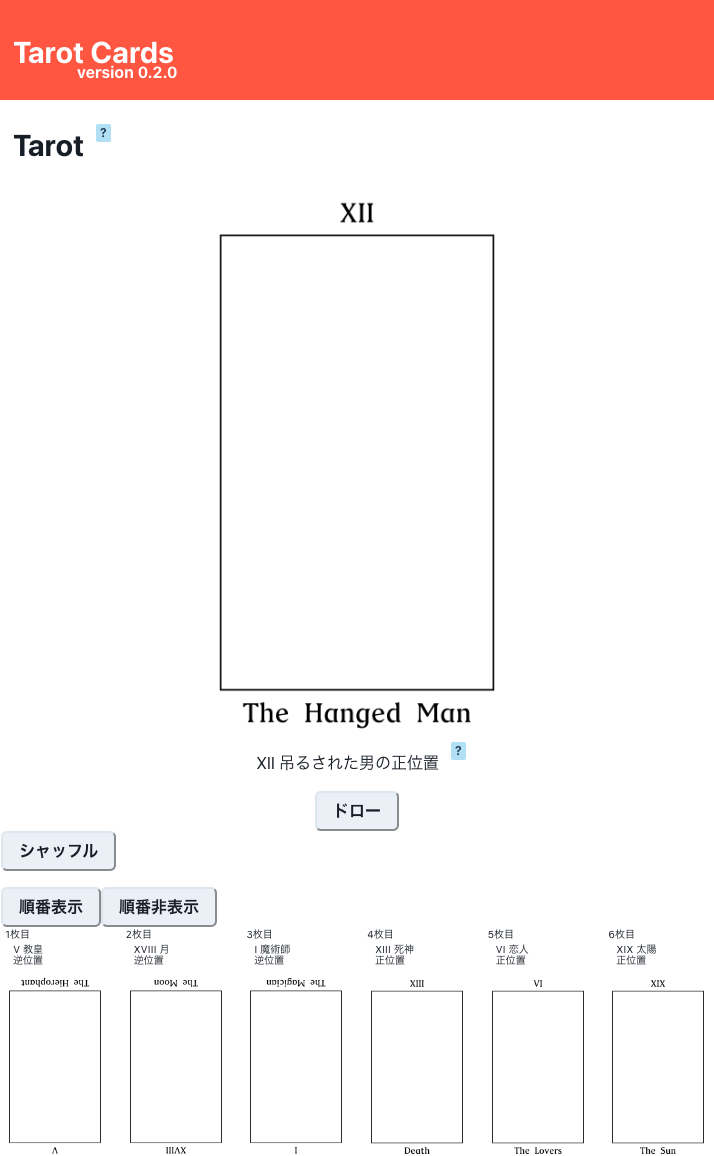 Tarot Cards
version 0.2.0
Tarot ?
XII
The Hanged Man
XII 吊るされた男の正位置 ?
ドロー
シャッフル
順番表示 順番非表示
1枚目 2枚目 3枚目 4枚目 5枚目 6枚目
V 教皇 XVIII 月 I 魔術師 XIII 死神 VI 恋人 XIX 太陽
逆位置 逆位置 逆位置 正位置 正位置 正位置
The Hierophant The Moon The Magician XIII VI XIX
V XVIII I Death The Lovers The Sun